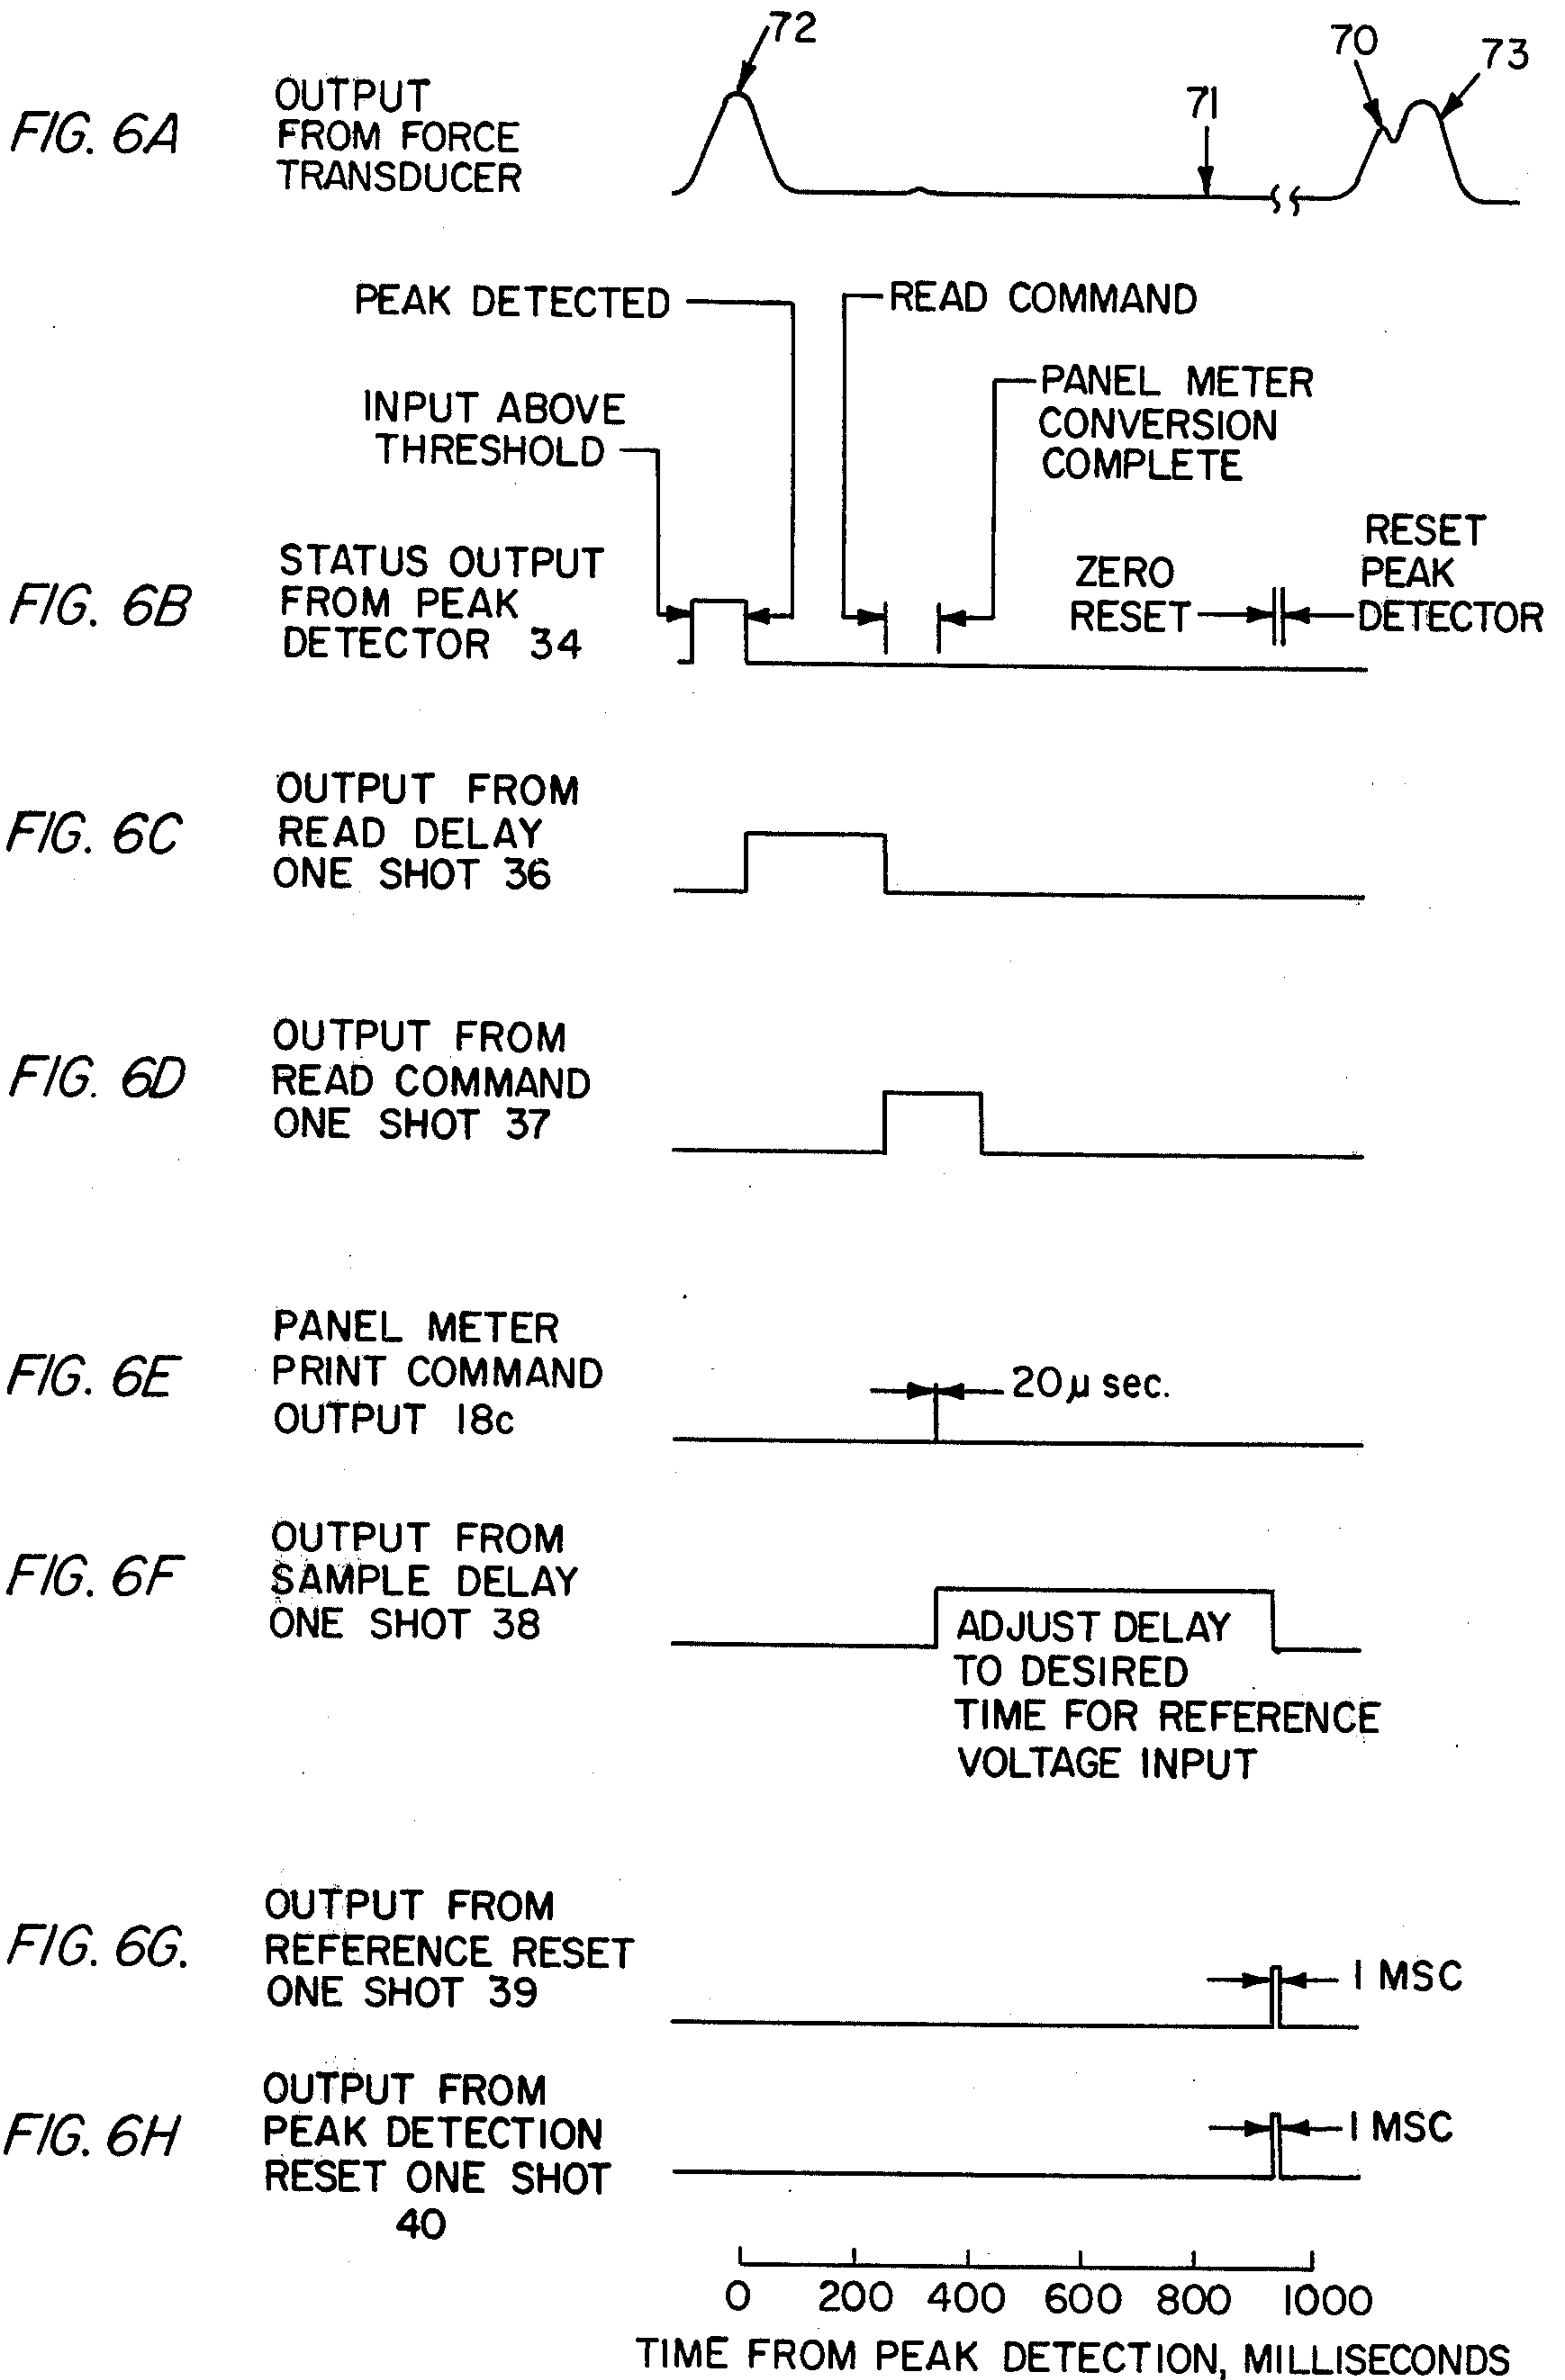 72
70
73
71
FIG. 6A
OUTPUT
FROM FORCE
TRANSDUCER
PEAK DETECTED
READ COMMAND
INPUT ABOVE
THRESHOLD
PANEL METER
CONVERSION
COMPLETE
FIG. 6B
STATUS OUTPUT
FROM PEAK
DETECTOR 34
ZERO
RESET
RESET
PEAK
DETECTOR
FIG. 6C
OUTPUT FROM
READ DELAY
ONE SHOT 36
FIG. 6D
OUTPUT FROM
READ COMMAND
ONE SHOT 37
FIG. 6E
PANEL METER
PRINT COMMAND
OUTPUT 18c
20μ sec.
FIG. 6F
OUTPUT FROM
SAMPLE DELAY
ONE SHOT 38
ADJUST DELAY
TO DESIRED
TIME FOR REFERENCE
VOLTAGE INPUT
FIG. 6G.
OUTPUT FROM
REFERENCE RESET
ONE SHOT 39
1 MSC
FIG. 6H
OUTPUT FROM
PEAK DETECTION
RESET ONE SHOT
40
1 MSC
0 200 400 600 800 1000
TIME FROM PEAK DETECTION, MILLISECONDS